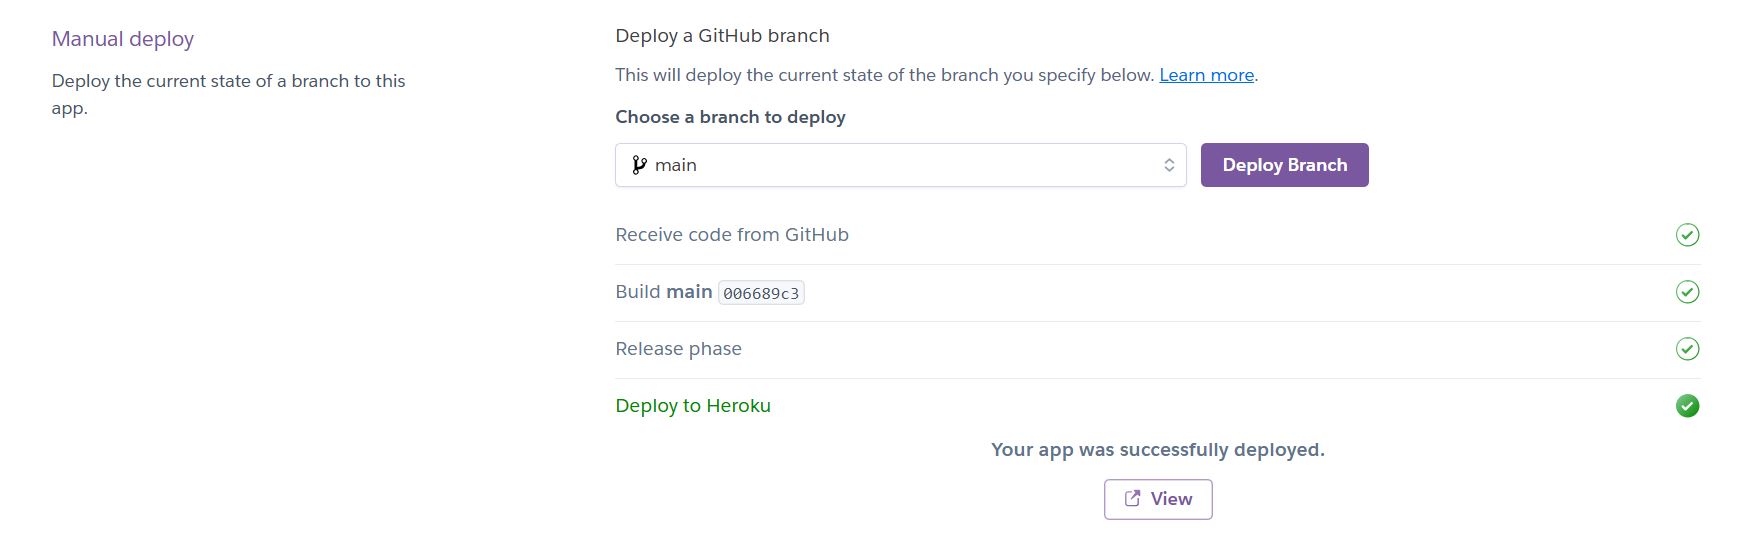 Manual deploy
Deploy the current state of a branch to this
app.
Deploy a GitHub branch
This will deploy the current state of the branch you specify below. Learn more.
Choose a branch to deploy
main
Deploy Branch
Receive code from GitHub
Build main 006689c3
Release phase
Deploy to Heroku
Your app was successfully deployed.
View